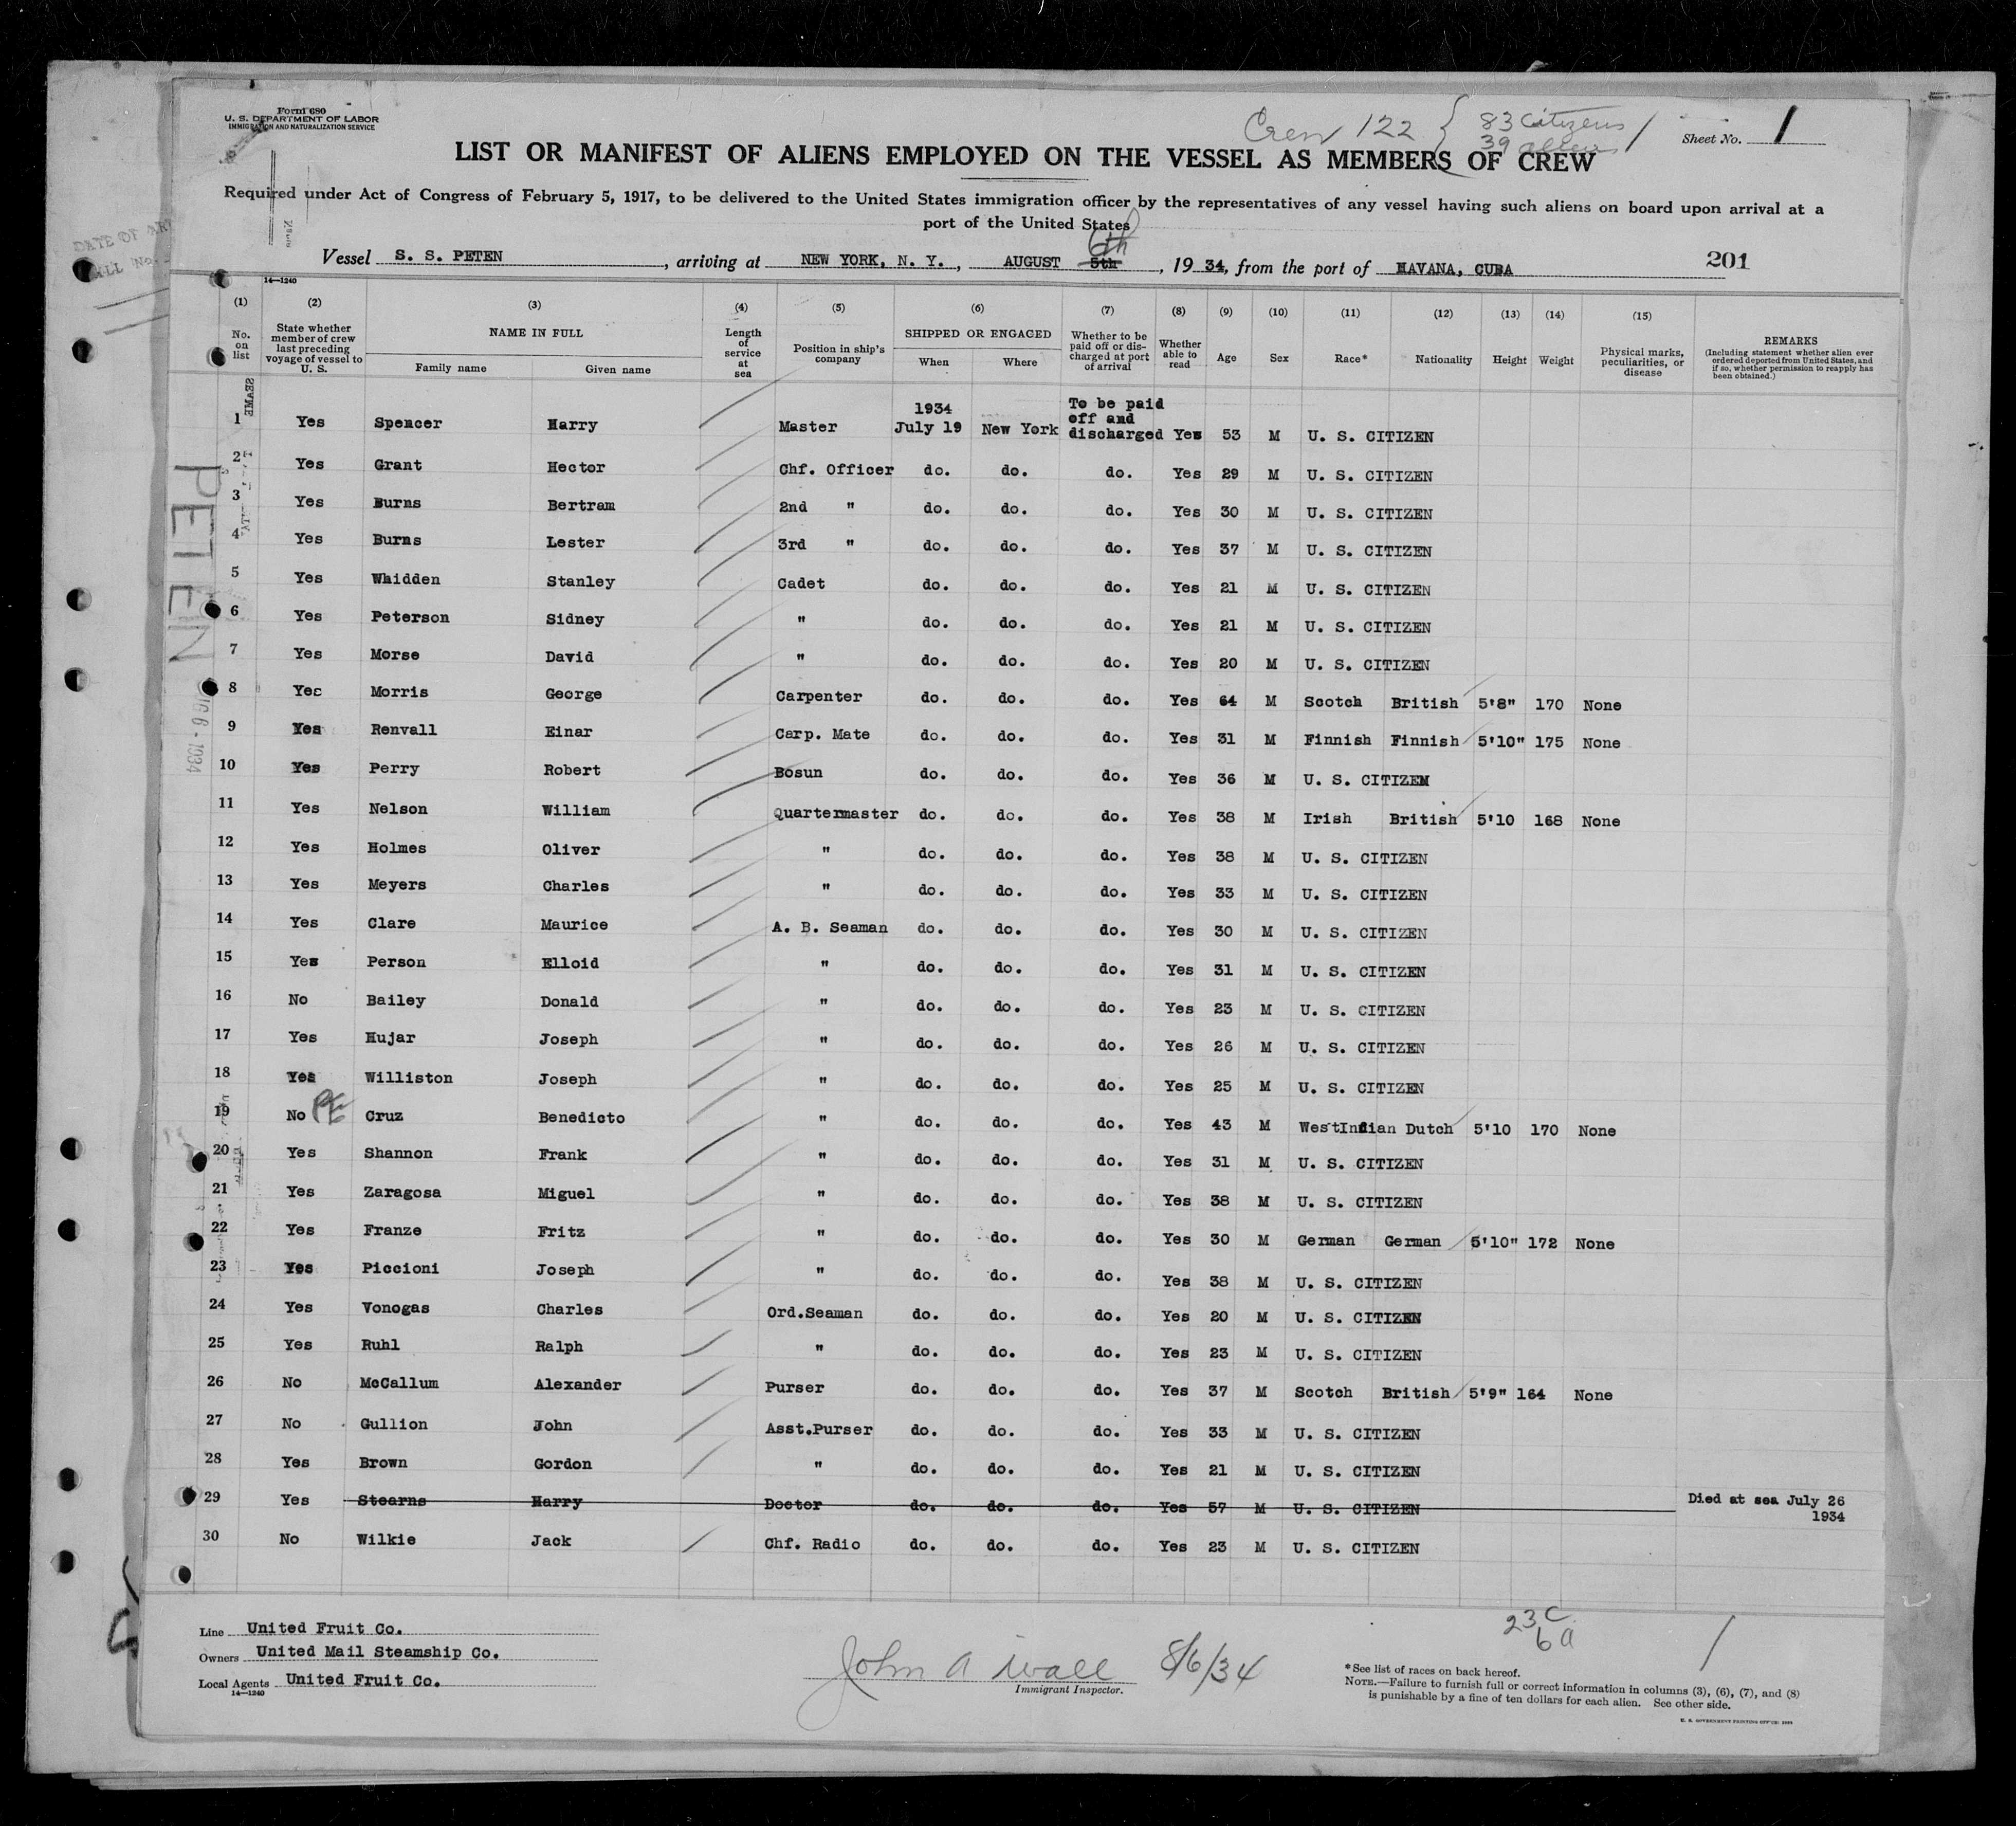 Form 680
U. S. DEPARTMENT OF LABOR
IMMIGRATION AND NATURALIZATION SERVICE
Crew 122 { 83 citizens /
39 aliens
Sheet No. 1
LIST OR MANIFEST OF ALIENS EMPLOYED ON THE VESSEL AS MEMBERS OF CREW
Required under Act of Congress of February 5, 1917, to be delivered to the United States immigration officer by the representatives of any vessel having such aliens on board upon arrival at a
port of the United States
Vessel S. S. PETEN, arriving at NEW YORK, N. Y., AUGUST 5th 6th, 19 34, from the port of HAVANA, CUBA 201
14—1240
(1) (2) (3) (4) (5) (6) (7) (8) (9) (10) (11) (12) (13) (14) (15)
No. on list State whether member of crew last preceding voyage of vessel to U. S. NAME IN FULL Family name Given name Length of service at sea Position in ship's company SHIPPED OR ENGAGED When Where Whether to be paid off or discharged at port of arrival Whether able to read Age Sex Race* Nationality Height Weight Physical marks, peculiarities, or disease REMARKS (Including statement whether alien ever ordered deported from United States, and if so, whether permission to reapply has been obtained.)
1 Yes Spencer Harry Master 1934 July 19 New York To be paid off and discharged Yes 53 M U. S. CITIZEN
2 Yes Grant Hector Chf. Officer do. do. do. Yes 29 M U. S. CITIZEN
3 Yes Burns Bertram 2nd " do. do. do. Yes 30 M U. S. CITIZEN
4 Yes Burns Lester 3rd " do. do. do. Yes 37 M U. S. CITIZEN
5 Yes Whidden Stanley Cadet do. do. do. Yes 21 M U. S. CITIZEN
6 Yes Peterson Sidney " do. do. do. Yes 21 M U. S. CITIZEN
7 Yes Morse David " do. do. do. Yes 20 M U. S. CITIZEN
8 Yec Morris George Carpenter do. do. do. Yes 64 M Scotch British 5'8" 170 None
9 Yes Renvall Einar Carp. Mate do. do. do. Yes 31 M Finnish Finnish 5'10" 175 None
10 Yes Perry Robert Bosun do. do. do. Yes 36 M U. S. CITIZEN
11 Yes Nelson William Quartermaster do. do. do. Yes 38 M Irish British 5'10 168 None
12 Yes Holmes Oliver " do. do. do. Yes 38 M U. S. CITIZEN
13 Yes Meyers Charles " do. do. do. Yes 33 M U. S. CITIZEN
14 Yes Clare Maurice A. B. Seaman do. do. do. Yes 30 M U. S. CITIZEN
15 Yes Person Elloid " do. do. do. Yes 31 M U. S. CITIZEN
16 No Bailey Donald " do. do. do. Yes 23 M U. S. CITIZEN
17 Yes Hujar Joseph " do. do. do. Yes 26 M U. S. CITIZEN
18 Yes Williston Joseph " do. do. do. Yes 25 M U. S. CITIZEN
19 No PE Cruz Benedicto " do. do. do. Yes 43 M WestIndian Dutch 5'10 170 None
20 Yes Shannon Frank " do. do. do. Yes 31 M U. S. CITIZEN
21 Yes Zaragosa Miguel " do. do. do. Yes 38 M U. S. CITIZEN
22 Yes Franze Fritz " do. do. do. Yes 30 M German German 5'10" 172 None
23 Yes Piccioni Joseph " do. do. do. Yes 38 M U. S. CITIZEN
24 Yes Vonogas Charles Ord.Seaman do. do. do. Yes 20 M U. S. CITIZEN
25 Yes Ruhl Ralph " do. do. do. Yes 23 M U. S. CITIZEN
26 No McCallum Alexander Purser do. do. do. Yes 37 M Scotch British 5'9" 164 None
27 No Gullion John Asst.Purser do. do. do. Yes 33 M U. S. CITIZEN
28 Yes Brown Gordon " do. do. do. Yes 21 M U. S. CITIZEN
29 Yes Stearns Harry Doctor do. do. do. Yes 57 M U. S. CITIZEN Died at sea July 26 1934
30 No Wilkie Jack Chf. Radio do. do. do. Yes 23 M U. S. CITIZEN
PETEN
Line United Fruit Co.
Owners United Mail Steamship Co.
Local Agents United Fruit Co.
14—1240
John A Wall 8/6/34
Immigrant Inspector.
23 C
6 a
*See list of races on back hereof.
NOTE.—Failure to furnish full or correct information in columns (3), (6), (7), and (8)
is punishable by a fine of ten dollars for each alien. See other side.